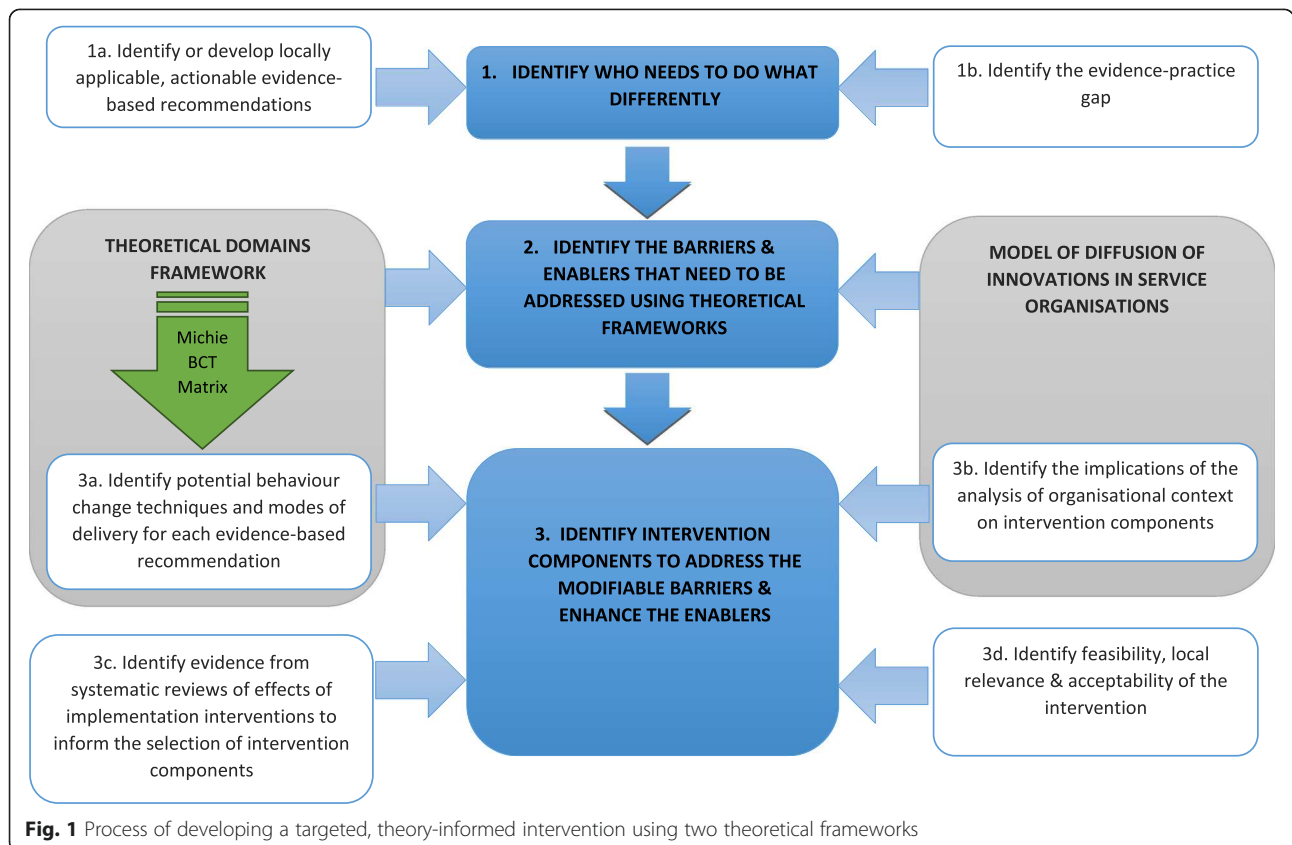 1a. Identify or develop locally
applicable, actionable evidence-
based recommendations
1. IDENTIFY WHO NEEDS TO DO WHAT
DIFFERENTLY
1b. Identify the evidence-practice
gap
THEORETICAL DOMAINS
FRAMEWORK
Michie
BCT
Matrix
2. IDENTIFY THE BARRIERS &
ENABLERS THAT NEED TO BE
ADDRESSED USING THEORETICAL
FRAMEWORKS
MODEL OF DIFFUSION OF
INNOVATIONS IN SERVICE
ORGANISATIONS
3a. Identify potential behaviour
change techniques and modes of
delivery for each evidence-based
recommendation
3. IDENTIFY INTERVENTION
COMPONENTS TO ADDRESS THE
MODIFIABLE BARRIERS &
ENHANCE THE ENABLERS
3b. Identify the implications of the
analysis of organisational context
on intervention components
3c. Identify evidence from
systematic reviews of effects of
implementation interventions to
inform the selection of intervention
components
3d. Identify feasibility, local
relevance & acceptability of the
intervention
Fig. 1 Process of developing a targeted, theory-informed intervention using two theoretical frameworks